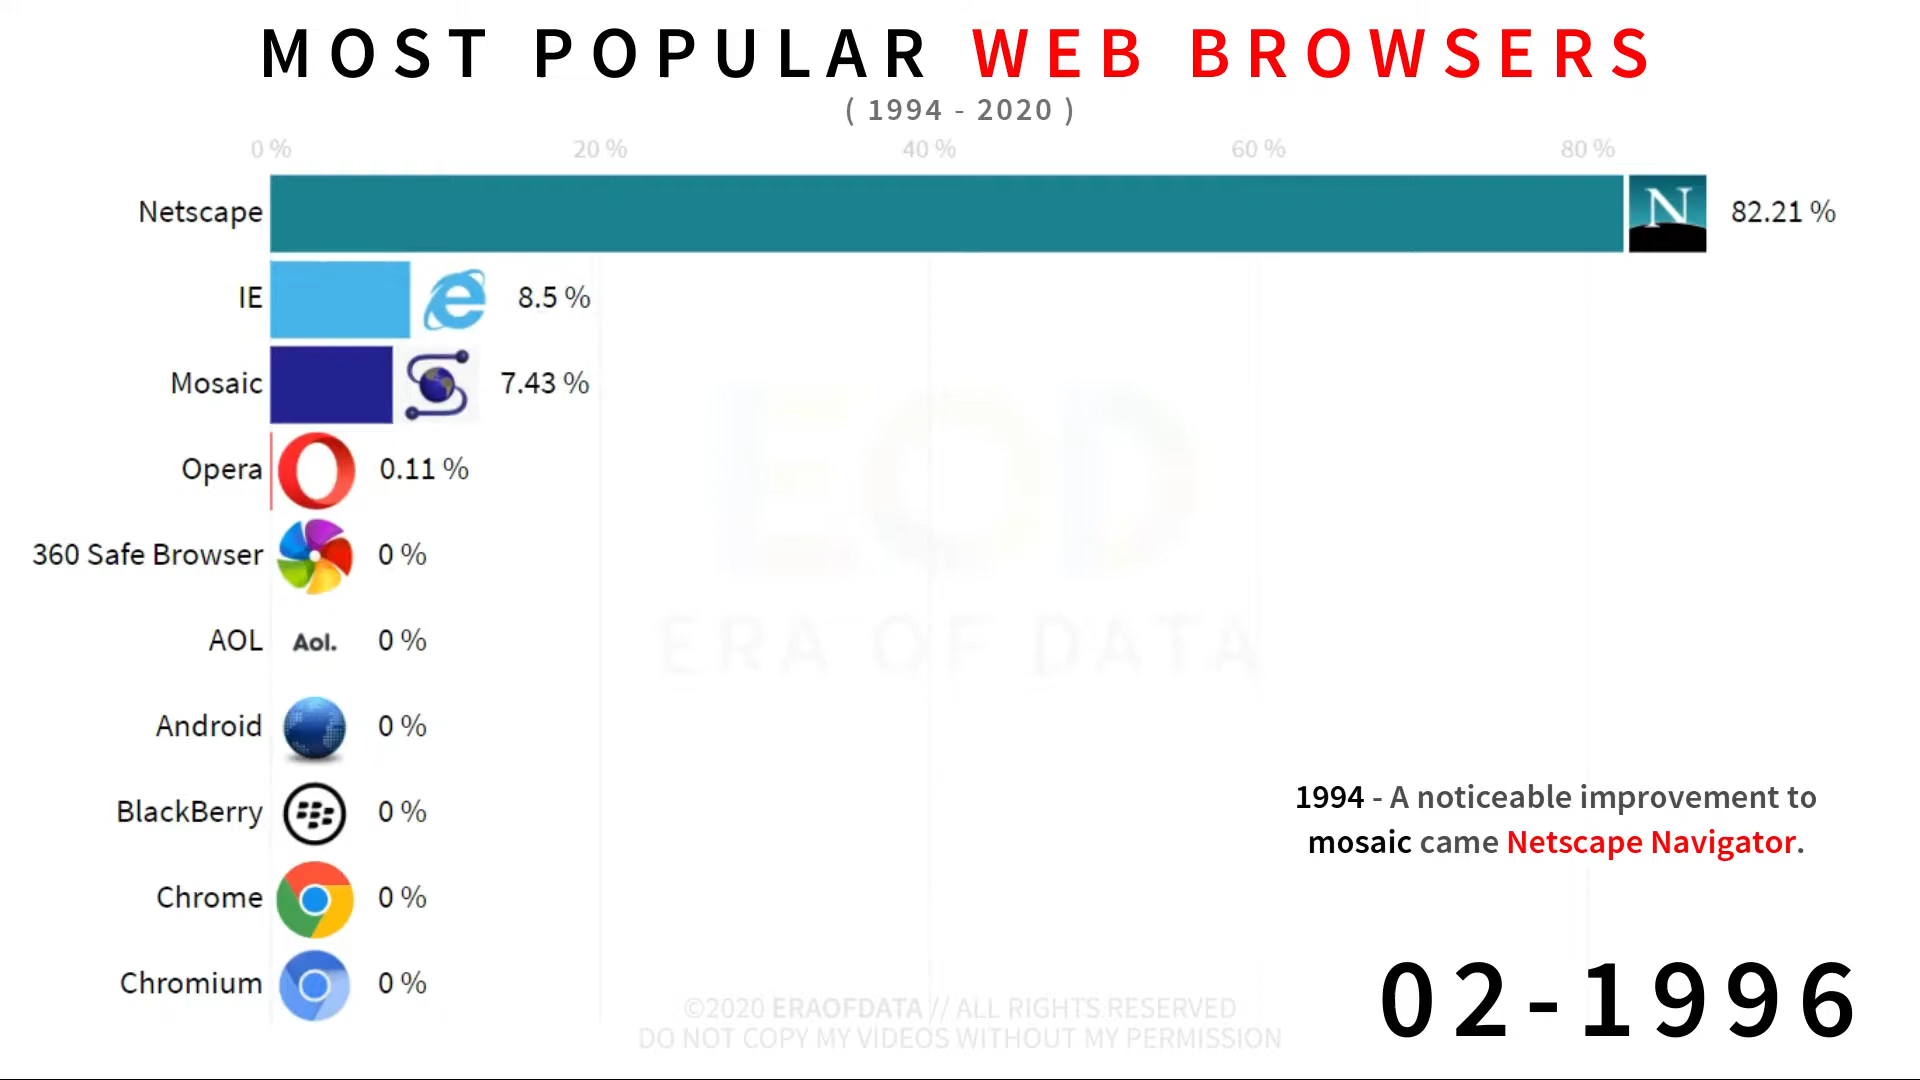 MOST POPULAR WEB BROWSERS
( 1994 - 2020 )
0 % 20 % 40 % 60 % 80 %
Netscape N 82.21 %
IE 8.5 %
Mosaic 7.43 %
Opera 0.11 %
360 Safe Browser 0 %
AOL Aol. 0 %
Android 0 %
BlackBerry 0 %
Chrome 0 %
Chromium 0 %
EOD
ERA OF DATA
1994 - A noticeable improvement to
mosaic came Netscape Navigator.
02-1996
©2020 ERAOFDATA // ALL RIGHTS RESERVED
DO NOT COPY MY VIDEOS WITHOUT MY PERMISSION